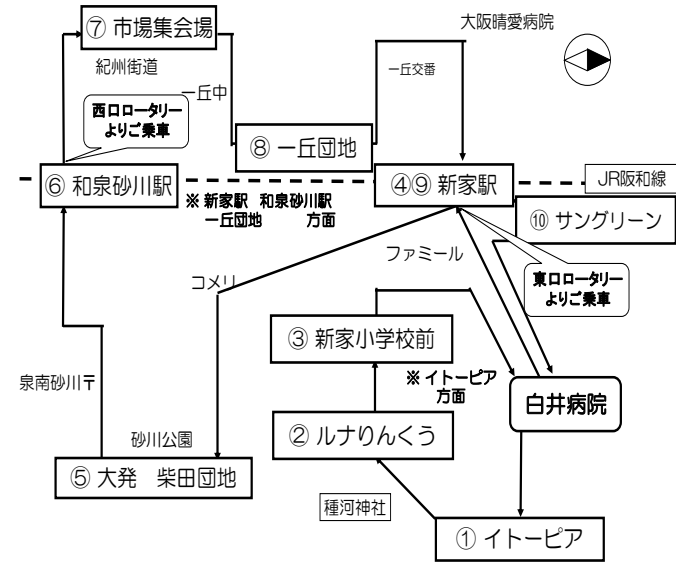 ⑦ 市場集会場
大阪晴愛病院
紀州街道
一丘交番
一丘中
西口ロータリー
よりご乗車
⑧ 一丘団地
⑥ 和泉砂川駅
④⑨ 新家駅
JR阪和線
※ 新家駅 和泉砂川駅
一丘団地 方面
⑩ サングリーン
ファミール
東口ロータリー
よりご乗車
コメリ
③ 新家小学校前
※ イトーピア
方面
泉南砂川〒
白井病院
② ルナりんくう
砂川公園
⑤ 大発 柴田団地
種河神社
① イトーピア